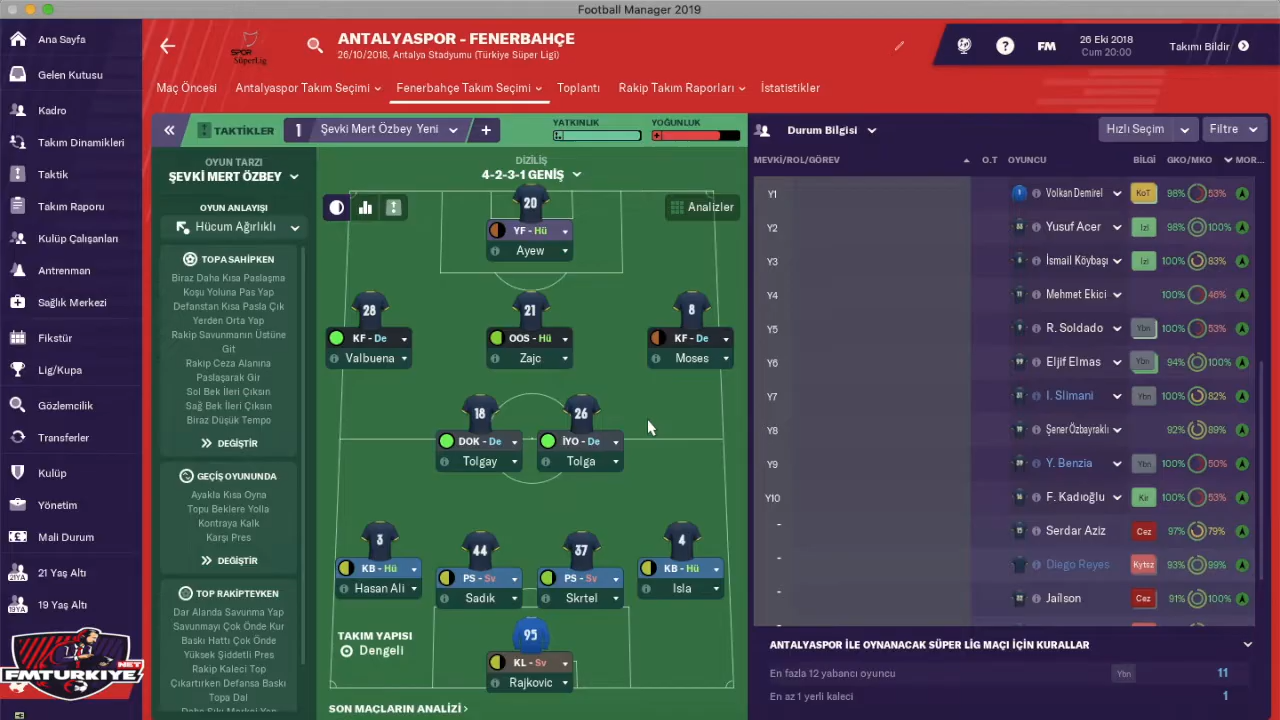 Football Manager 2019
Ana Sayfa
Gelen Kutusu
Kadro
Takım Dinamikleri
Taktik
Takım Raporu
Kulüp Çalışanları
Antrenman
Sağlık Merkezi
Fikstür
Lig/Kupa
Gözlemcilik
Transferler
Kulüp
Yönetim
Mali Durum
21YA 21 Yaş Altı
19YA 19 Yaş Altı
FMTURKIYE NET
SPOR SüperLig
ANTALYASPOR - FENERBAHÇE
26/10/2018, Antalya Stadyumu (Türkiye Süper Ligi)
? FM
26 Eki 2018
Cum 20:00
Takımı Bildir
Maç Öncesi Antalyaspor Takım Seçimi Fenerbahçe Takım Seçimi Toplantı Rakip Takım Raporları İstatistikler
TAKTİKLER 1 Şevki Mert Özbey Yeni +
YATKINLIK YOĞUNLUK
OYUN TARZI
ŞEVKİ MERT ÖZBEY
OYUN ANLAYIŞI
Hücum Ağırlıklı
TOPA SAHİPKEN
Biraz Daha Kısa Paslaşma
Koşu Yoluna Pas Yap
Defanstan Kısa Pasla Çık
Yerden Orta Yap
Rakip Savunmanın Üstüne
Git
Rakip Ceza Alanına
Paslaşarak Gir
Sol Bek İleri Çıksın
Sağ Bek İleri Çıksın
Biraz Düşük Tempo
DEĞİŞTİR
GEÇİŞ OYUNUNDA
Ayakla Kısa Oyna
Topu Beklere Yolla
Kontraya Kalk
Karşı Pres
DEĞİŞTİR
TOP RAKİPTEYKEN
Dar Alanda Savunma Yap
Savunmayı Çok Önde Kur
Baskı Hattı Çok Önde
Yüksek Şiddetli Pres
Rakip Kaleci Top
Çıkartırken Defansa Baskı
Topa Dal
Daha Sıkı Markaj Yap
DİZİLİŞ
4-2-3-1 GENİŞ
Analizler
20
YF - Hü
Ayew
28
KF - De
Valbuena
21
OOS - Hü
Zajc
8
KF - De
Moses
18
DOK - De
Tolgay
26
İYO - De
Tolga
3
KB - Hü
Hasan Ali
44
PS - Sv
Sadık
37
PS - Sv
Skrtel
4
KB - Hü
Isla
95
KL - Sv
Rajkovic
TAKIM YAPISI
Dengeli
SON MAÇLARIN ANALİZİ
Durum Bilgisi
Hızlı Seçim Filtre
MEVKİ/ROL/GÖREV O.T OYUNCU BİLGİ GKO/MKO MOR...
Y1 Volkan Demirel KoT 96% 53%
Y2 Yusuf Acer İzl 98% 100%
Y3 İsmail Köybaşı İzl 100% 83%
Y4 Mehmet Ekici 100% 46%
Y5 R. Soldado Ybn 100% 53%
Y6 Eljif Elmas Ybn 94% 100%
Y7 I. Slimani Ybn 100% 82%
Y8 Şener Özbayraklı 92% 89%
Y9 Y. Benzia Ybn 100% 50%
Y10 F. Kadıoğlu Kir 100% 53%
- Serdar Aziz Cez 97% 79%
- Diego Reyes Kytsz 93% 99%
- Jaílson Cez 91% 100%
ANTALYASPOR İLE OYNANACAK SÜPER LİG MAÇI İÇİN KURALLAR
En fazla 12 yabancı oyuncu Ybn 11
En az 1 yerli kaleci 1